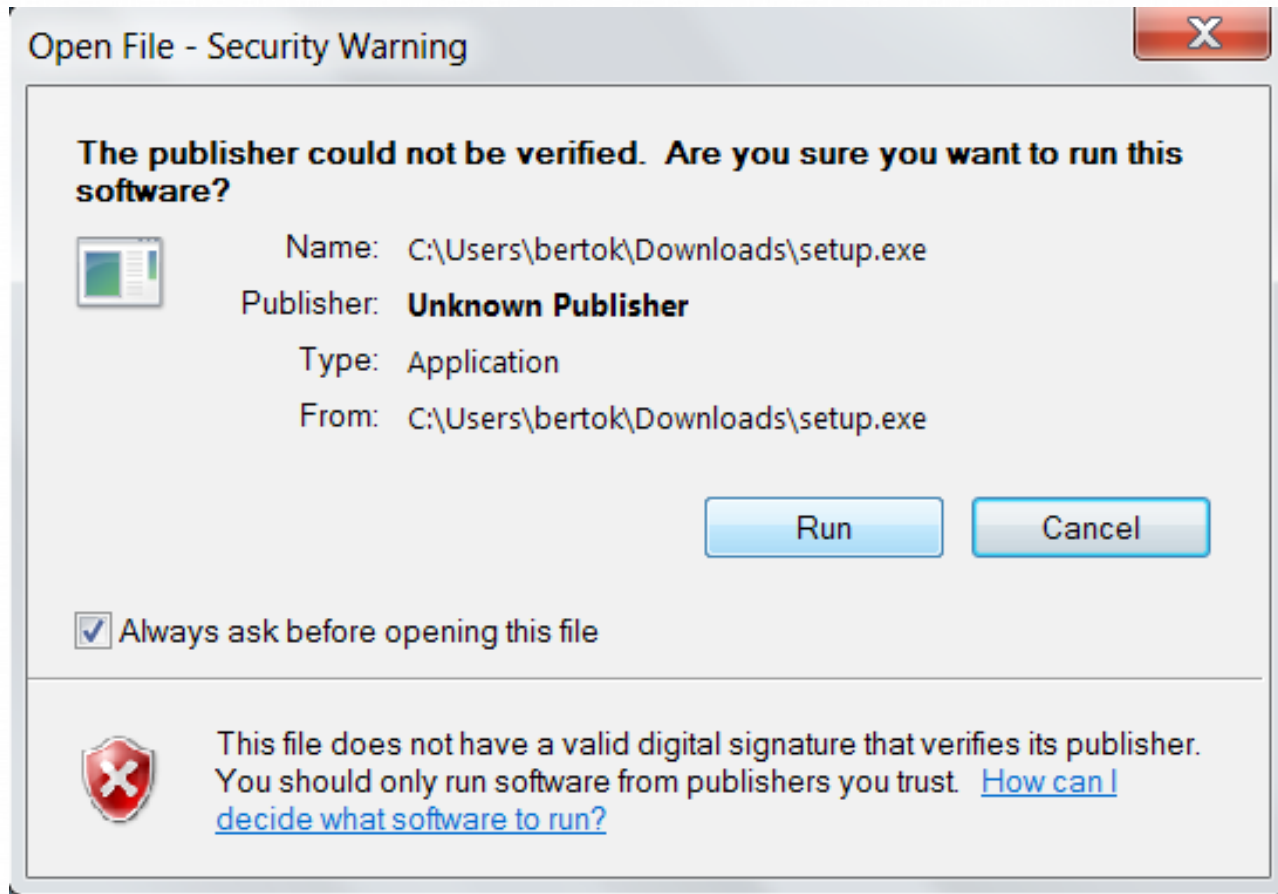 Open File - Security Warning
X
The publisher could not be verified.  Are you sure you want to run this
software?
Name: C:\Users\bertok\Downloads\setup.exe
Publisher: Unknown Publisher
Type: Application
From: C:\Users\bertok\Downloads\setup.exe
Run Cancel
Always ask before opening this file
This file does not have a valid digital signature that verifies its publisher.
You should only run software from publishers you trust.  How can I
decide what software to run?